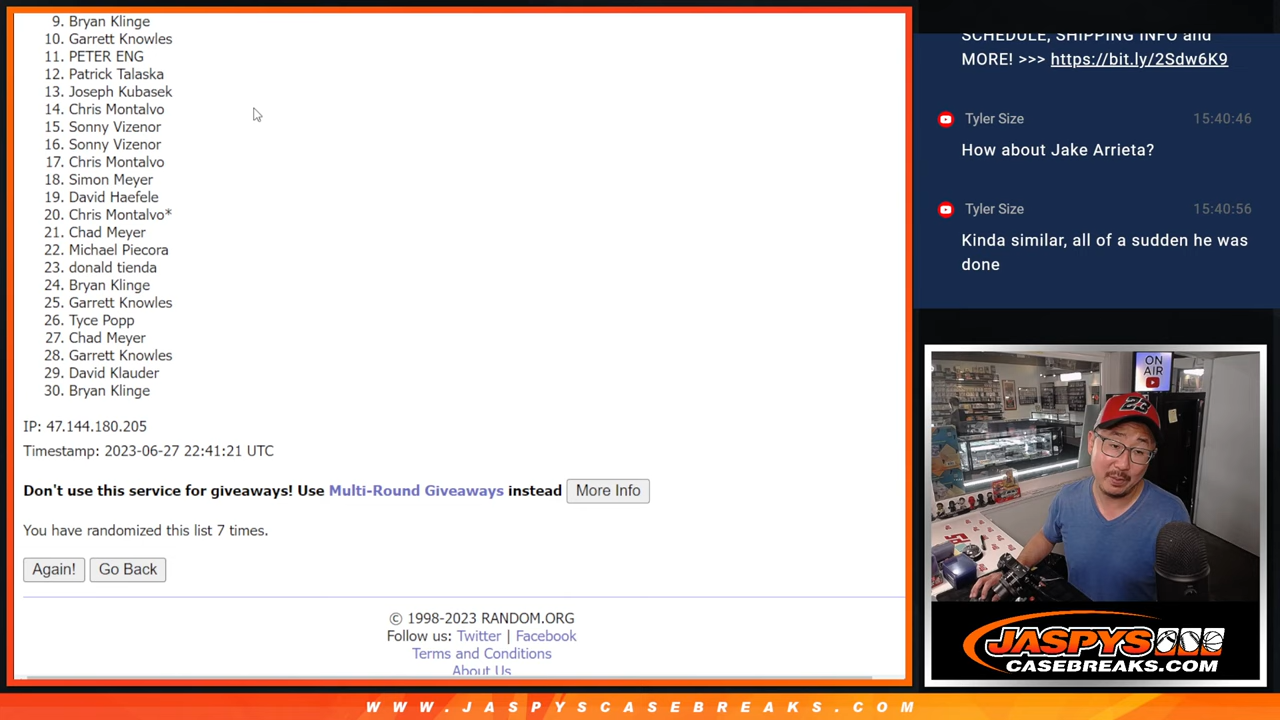 9. Bryan Klinge
10. Garrett Knowles
11. PETER ENG
12. Patrick Talaska
13. Joseph Kubasek
14. Chris Montalvo
15. Sonny Vizenor
16. Sonny Vizenor
17. Chris Montalvo
18. Simon Meyer
19. David Haefele
20. Chris Montalvo*
21. Chad Meyer
22. Michael Piecora
23. donald tienda
24. Bryan Klinge
25. Garrett Knowles
26. Tyce Popp
27. Chad Meyer
28. Garrett Knowles
29. David Klauder
30. Bryan Klinge
IP: 47.144.180.205
Timestamp: 2023-06-27 22:41:21 UTC
Don't use this service for giveaways! Use Multi-Round Giveaways instead More Info
You have randomized this list 7 times.
Again! Go Back
© 1998-2023 RANDOM.ORG
Follow us: Twitter | Facebook
Terms and Conditions
About Us
SCHEDULE, SHIPPING INFO and
MORE! >>> https://bit.ly/2Sdw6K9
Tyler Size 15:40:46
How about Jake Arrieta?
Tyler Size 15:40:56
Kinda similar, all of a sudden he was
done
ON
AIR
23
JASPYS
CASEBREAKS.COM
WWW.JASPYSCASEBREAKS.COM